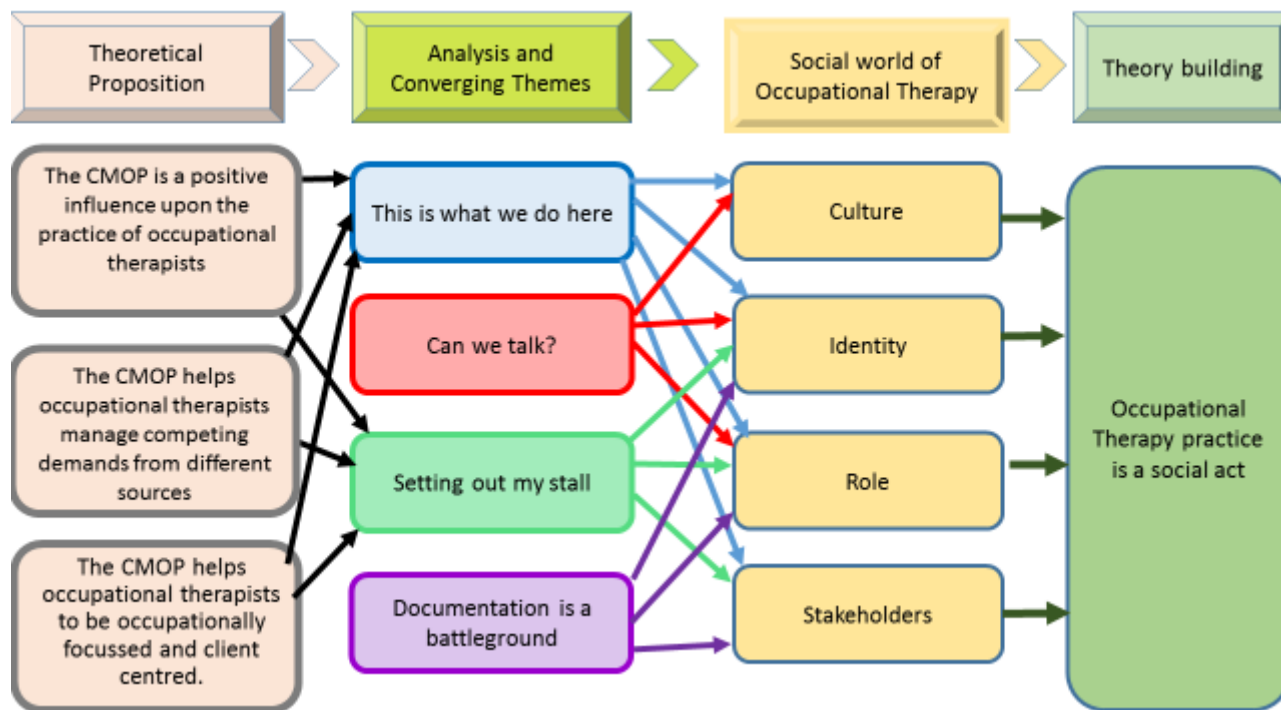 Theoretical
Proposition
Analysis and
Converging Themes
Social world of
Occupational Therapy
Theory building
The CMOP is a positive
influence upon the
practice of occupational
therapists
The CMOP helps
occupational therapists
manage competing
demands from different
sources
The CMOP helps
occupational therapists
to be occupationally
focussed and client
centred.
This is what we do here
Can we talk?
Setting out my stall
Documentation is a
battleground
Culture
Identity
Role
Stakeholders
Occupational
Therapy practice
is a social act